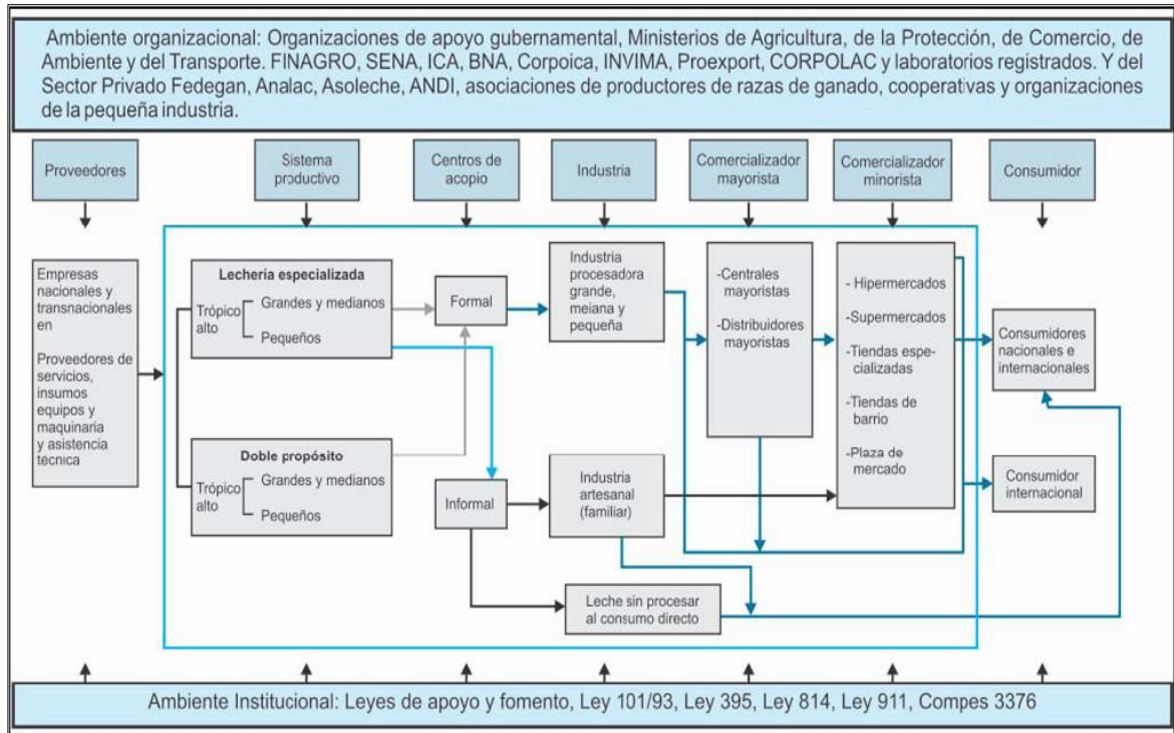 Ambiente organizacional: Organizaciones de apoyo gubernamental, Ministerios de Agricultura, de la Protección, de Comercio, de
Ambiente y del Transporte. FINAGRO, SENA, ICA, BNA, Corpoica, INVIMA, Proexport, CORPOLAC y laboratorios registrados. Y del
Sector Privado Fedegan, Analac, Asoleche, ANDI, asociaciones de productores de razas de ganado, cooperativas y organizaciones
de la pequeña industria.
Proveedores
Sistema
productivo
Centros de
acopio
Industria
Comercializador
mayorista
Comercializador
minorista
Consumidor
Empresas
nacionales y
transnacionales
en
Proveedores de
servicios,
insumos
equipos y
maquinaria
y asistencia
técnica
Lechería especializada
Trópico
alto
Grandes y medianos
Pequeños
Doble propósito
Trópico
alto
Grandes y medianos
Pequeños
Formal
Informal
Industria
procesadora
grande,
meiana y
pequeña
Industria
artesanal
(familiar)
Leche sin procesar
al consumo directo
-Centrales
mayoristas
-Distribuidores
mayoristas
- Hipermercados
-Supermercados
-Tiendas espe-
cializadas
-Tiendas de
barrio
-Plaza de
mercado
Consumidores
nacionales e
internacionales
Consumidor
internacional
Ambiente Institucional: Leyes de apoyo y fomento, Ley 101/93, Ley 395, Ley 814, Ley 911, Compes 3376